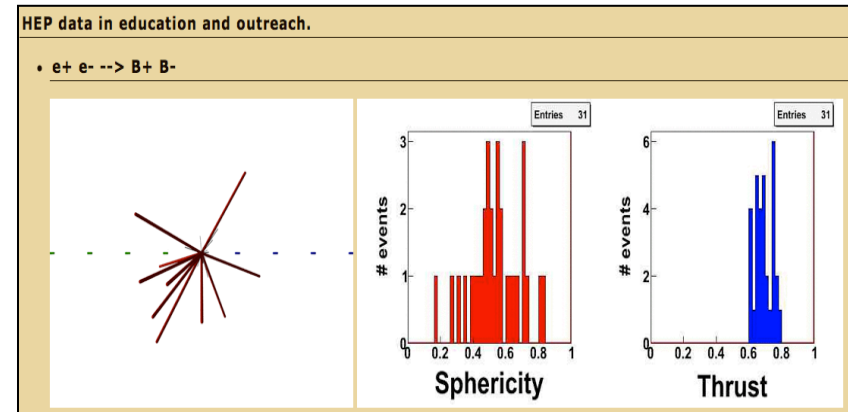 HEP data in education and outreach.
• e+ e- --> B+ B-
Entries 31
3
2
1
0
# events
0 0.2 0.4 0.6 0.8 1
Sphericity
Entries 31
6
4
2
0
# events
0 0.2 0.4 0.6 0.8 1
Thrust